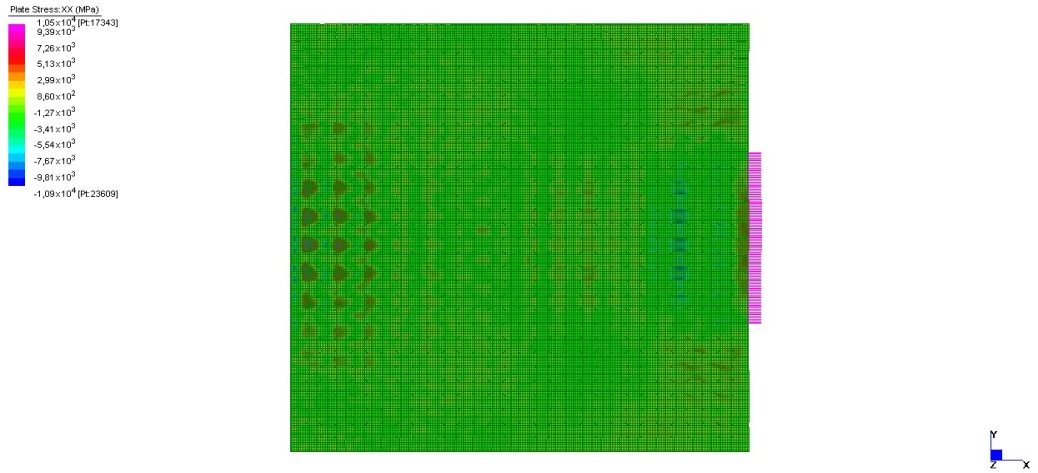 Plate Stress:XX (MPa)
1,05x10⁴ [Pt:17343]
9,39x10³
7,26x10³
5,13x10³
2,99x10³
8,60x10²
-1,27x10³
-3,41x10³
-5,54x10³
-7,67x10³
-9,81x10³
-1,09x10⁴ [Pt:23609]
Y
Z X